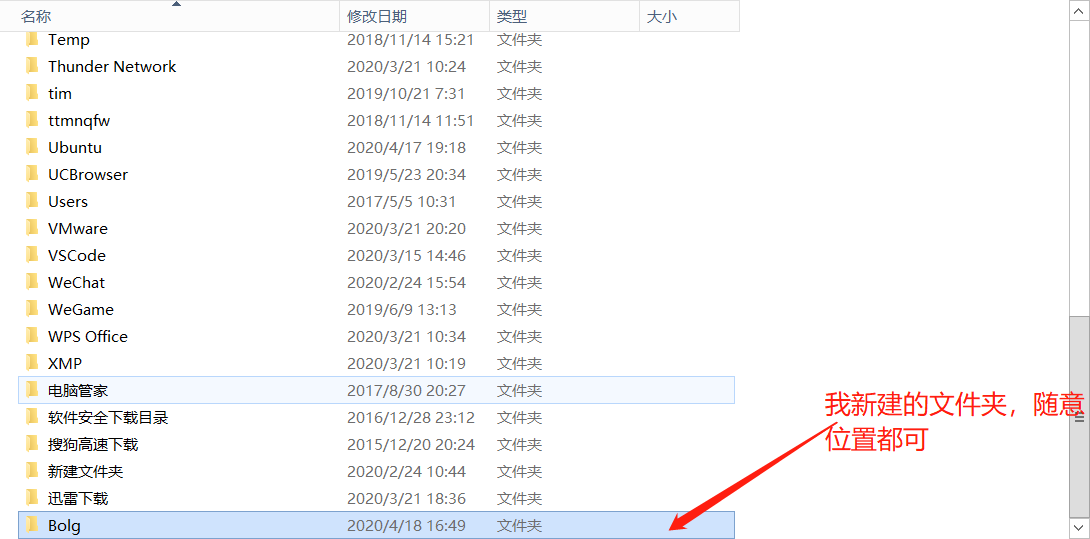 名称 修改日期 类型 大小
Temp 2018/11/14 15:21 文件夹
Thunder Network 2020/3/21 10:24 文件夹
tim 2019/10/21 7:31 文件夹
ttmnqfw 2018/11/14 11:51 文件夹
Ubuntu 2020/4/17 19:18 文件夹
UCBrowser 2019/5/23 20:34 文件夹
Users 2017/5/5 10:31 文件夹
VMware 2020/3/21 20:20 文件夹
VSCode 2020/3/15 14:46 文件夹
WeChat 2020/2/24 15:54 文件夹
WeGame 2019/6/9 13:13 文件夹
WPS Office 2020/3/21 10:34 文件夹
XMP 2020/3/21 10:19 文件夹
电脑管家 2017/8/30 20:27 文件夹
软件安全下载目录 2016/12/28 23:12 文件夹
搜狗高速下载 2015/12/20 20:24 文件夹
新建文件夹 2020/2/24 10:44 文件夹
迅雷下载 2020/3/21 18:36 文件夹
Bolg 2020/4/18 16:49 文件夹
我新建的文件夹，随意
位置都可